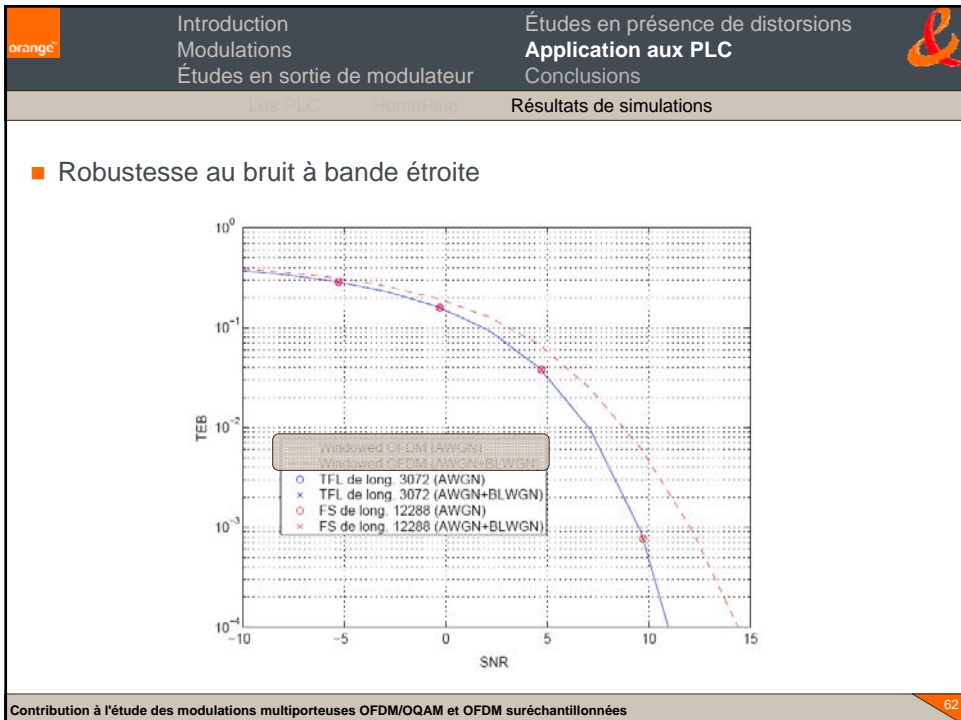 orange™
Introduction
Modulations
Études en sortie de modulateur
Études en présence de distorsions
Application aux PLC
Conclusions
Les PLC HomePlug Résultats de simulations
Robustesse au bruit à bande étroite
10^0
10^-1
10^-2
10^-3
10^-4
TEB
Windowed OFDM (AWGN)
Windowed OFDM (AWGN+BLWGN)
TFL de long. 3072 (AWGN)
TFL de long. 3072 (AWGN+BLWGN)
FS de long. 12288 (AWGN)
FS de long. 12288 (AWGN+BLWGN)
-10 -5 0 5 10 15
SNR
Contribution à l'étude des modulations multiporteuses OFDM/OQAM et OFDM suréchantillonnées 62